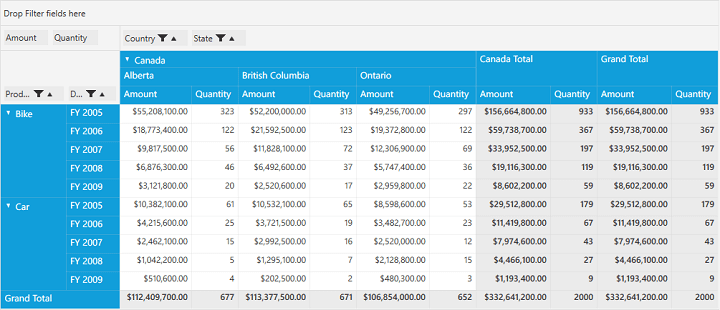 Drop Filter fields here
Amount Quantity Country State
Canada Canada Total Grand Total
Alberta British Columbia Ontario
Prod... D... Amount Quantity Amount Quantity Amount Quantity Amount Quantity Amount Quantity
Bike FY 2005 $55,208,100.00 323 $52,200,000.00 313 $49,256,700.00 297 $156,664,800.00 933 $156,664,800.00 933
FY 2006 $18,773,400.00 122 $21,592,500.00 123 $19,372,800.00 122 $59,738,700.00 367 $59,738,700.00 367
FY 2007 $9,817,500.00 56 $11,828,100.00 72 $12,306,900.00 69 $33,952,500.00 197 $33,952,500.00 197
FY 2008 $6,876,300.00 46 $6,492,600.00 37 $5,747,400.00 36 $19,116,300.00 119 $19,116,300.00 119
FY 2009 $3,121,800.00 20 $2,520,600.00 17 $2,959,800.00 22 $8,602,200.00 59 $8,602,200.00 59
Car FY 2005 $10,382,100.00 61 $10,532,100.00 65 $8,598,600.00 53 $29,512,800.00 179 $29,512,800.00 179
FY 2006 $4,215,600.00 25 $3,721,500.00 19 $3,482,700.00 23 $11,419,800.00 67 $11,419,800.00 67
FY 2007 $2,462,100.00 15 $2,992,500.00 16 $2,520,000.00 12 $7,974,600.00 43 $7,974,600.00 43
FY 2008 $1,042,200.00 5 $1,295,100.00 7 $2,128,800.00 15 $4,466,100.00 27 $4,466,100.00 27
FY 2009 $510,600.00 4 $202,500.00 2 $480,300.00 3 $1,193,400.00 9 $1,193,400.00 9
Grand Total $112,409,700.00 677 $113,377,500.00 671 $106,854,000.00 652 $332,641,200.00 2000 $332,641,200.00 2000